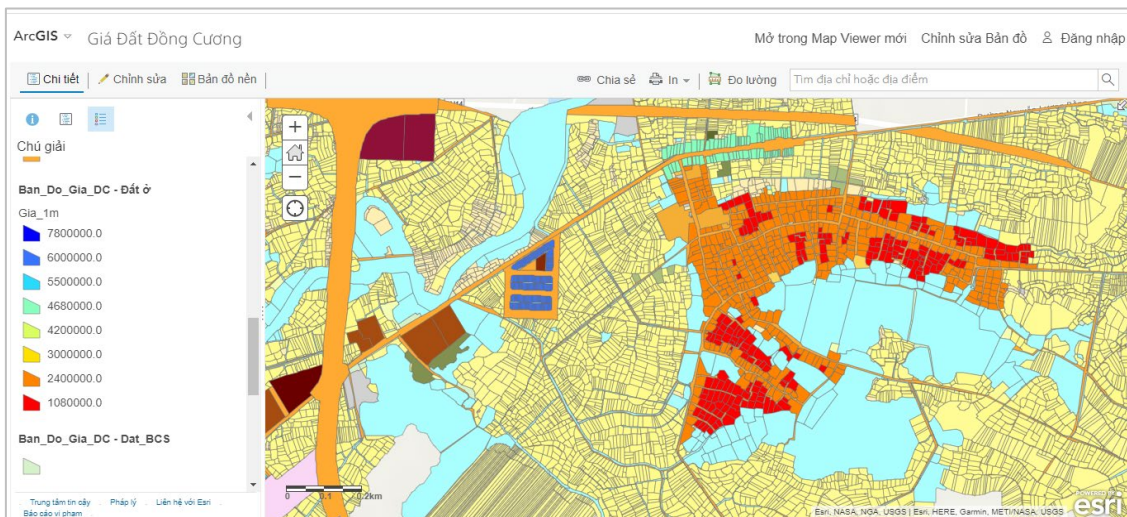 ArcGIS Giá Đất Đồng Cương
Mở trong Map Viewer mới Chỉnh sửa Bản đồ Đăng nhập
Chi tiết Chỉnh sửa Bản đồ nền
Chia sẻ In Đo lường Tìm địa chỉ hoặc địa điểm
Chú giải
Ban_Do_Gia_DC - Đất ở
Gia_1m
7800000.0
6000000.0
5500000.0
4680000.0
4200000.0
3000000.0
2400000.0
1080000.0
Ban_Do_Gia_DC - Dat_BCS
Trung tâm tin cậy . Pháp lý . Liên hệ với Esri .
Báo cáo vi phạm
+
−
0 0.1 0.2km
Esri, NASA, NGA, USGS | Esri, HERE, Garmin, METI/NASA, USGS
POWERED BY
esri